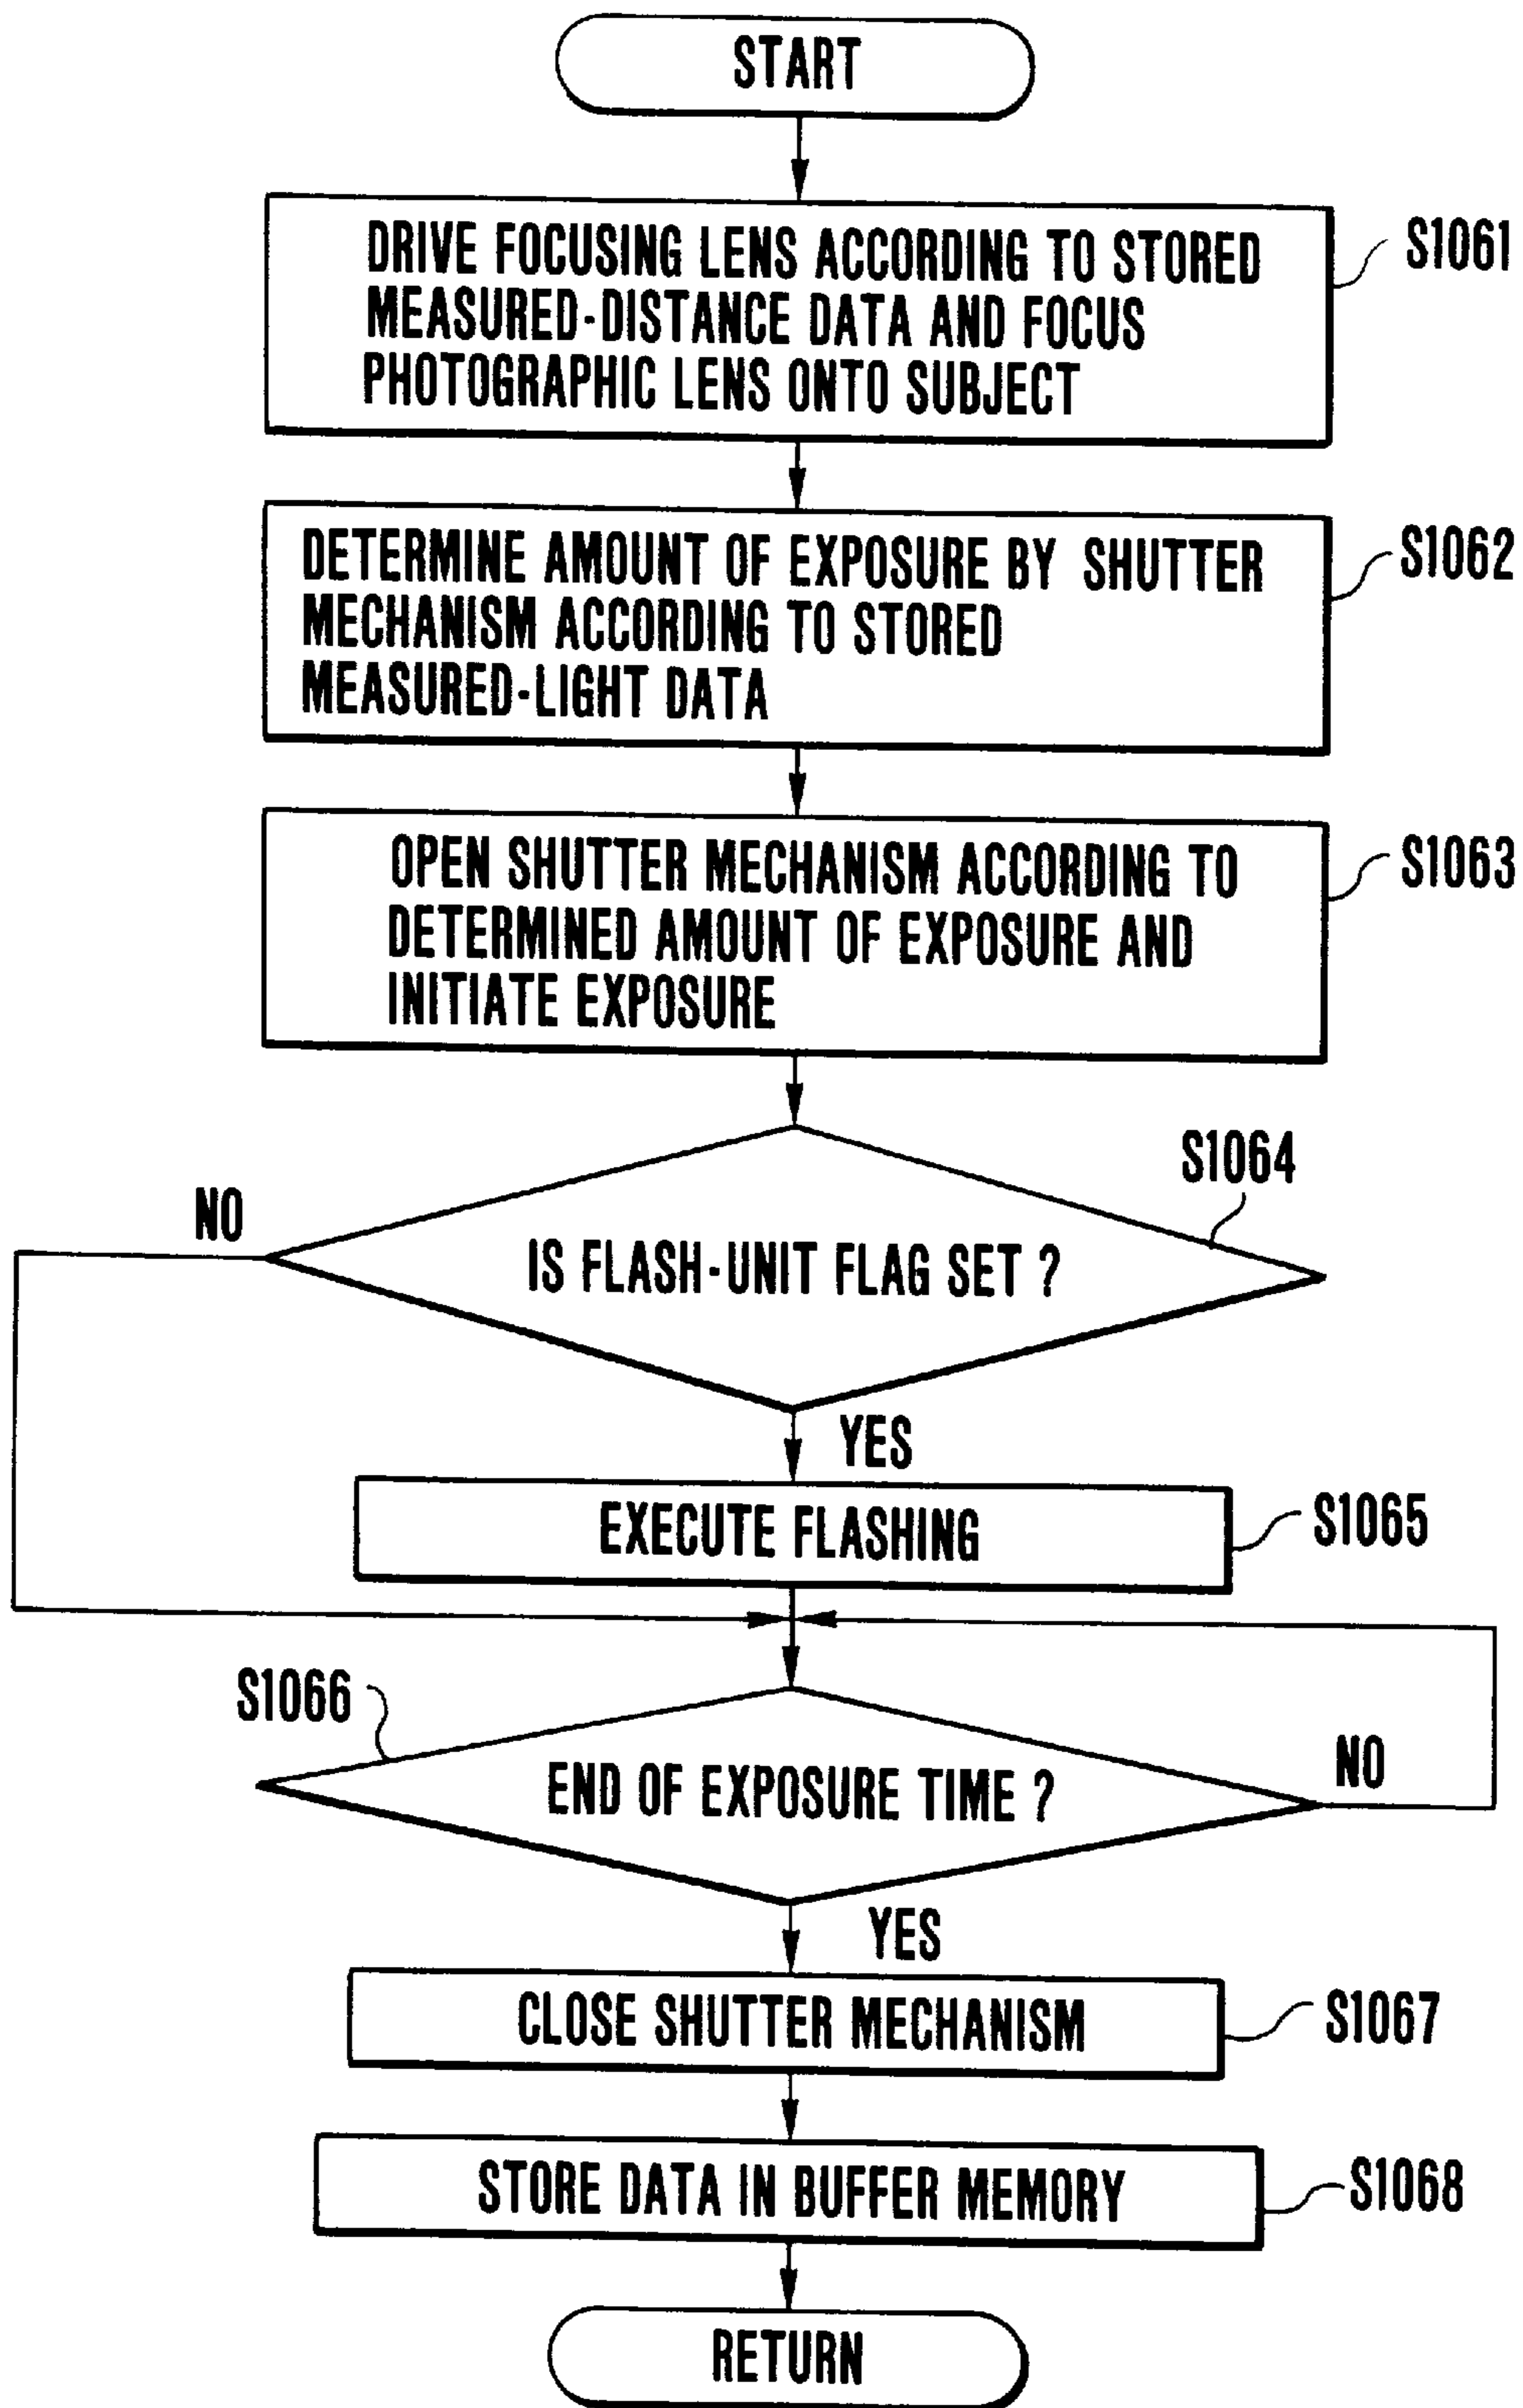 START
DRIVE FOCUSING LENS ACCORDING TO STORED
MEASURED-DISTANCE DATA AND FOCUS
PHOTOGRAPHIC LENS ONTO SUBJECT
S1061
DETERMINE AMOUNT OF EXPOSURE BY SHUTTER
MECHANISM ACCORDING TO STORED
MEASURED-LIGHT DATA
S1062
OPEN SHUTTER MECHANISM ACCORDING TO
DETERMINED AMOUNT OF EXPOSURE AND
INITIATE EXPOSURE
S1063
S1064
NO
IS FLASH-UNIT FLAG SET ?
YES
EXECUTE FLASHING
S1065
S1066
END OF EXPOSURE TIME ?
NO
YES
CLOSE SHUTTER MECHANISM
S1067
STORE DATA IN BUFFER MEMORY
S1068
RETURN